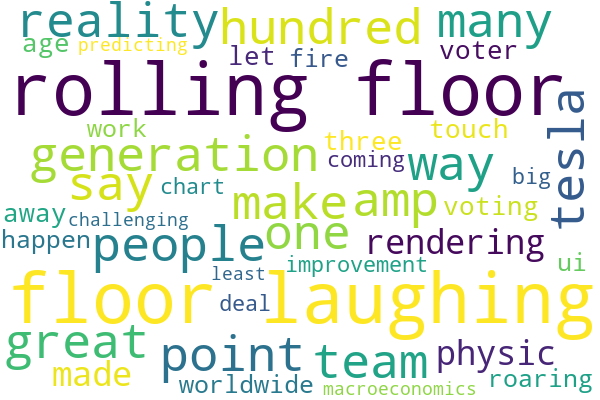 reality hundred many
age predicting let fire voter
rolling floor
work three touch tesla
generation coming way big
say chart make amp voting
away challenging one rendering
happen people least improvement ui
floor laughing
deal
great point team physic
made worldwide macroeconomics roaring